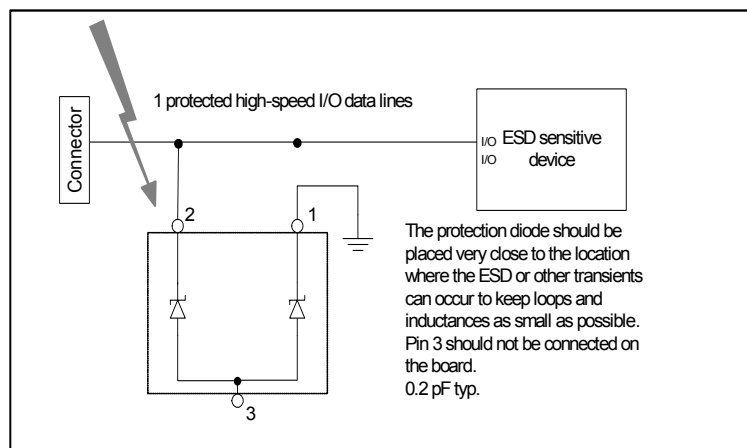 1 protected high-speed I/O data lines
Connector
I/O
I/O
ESD sensitive
device
2
1
3
The protection diode should be
placed very close to the location
where the ESD or other transients
can occur to keep loops and
inductances as small as possible.
Pin 3 should not be connected on
the board.
0.2 pF typ.